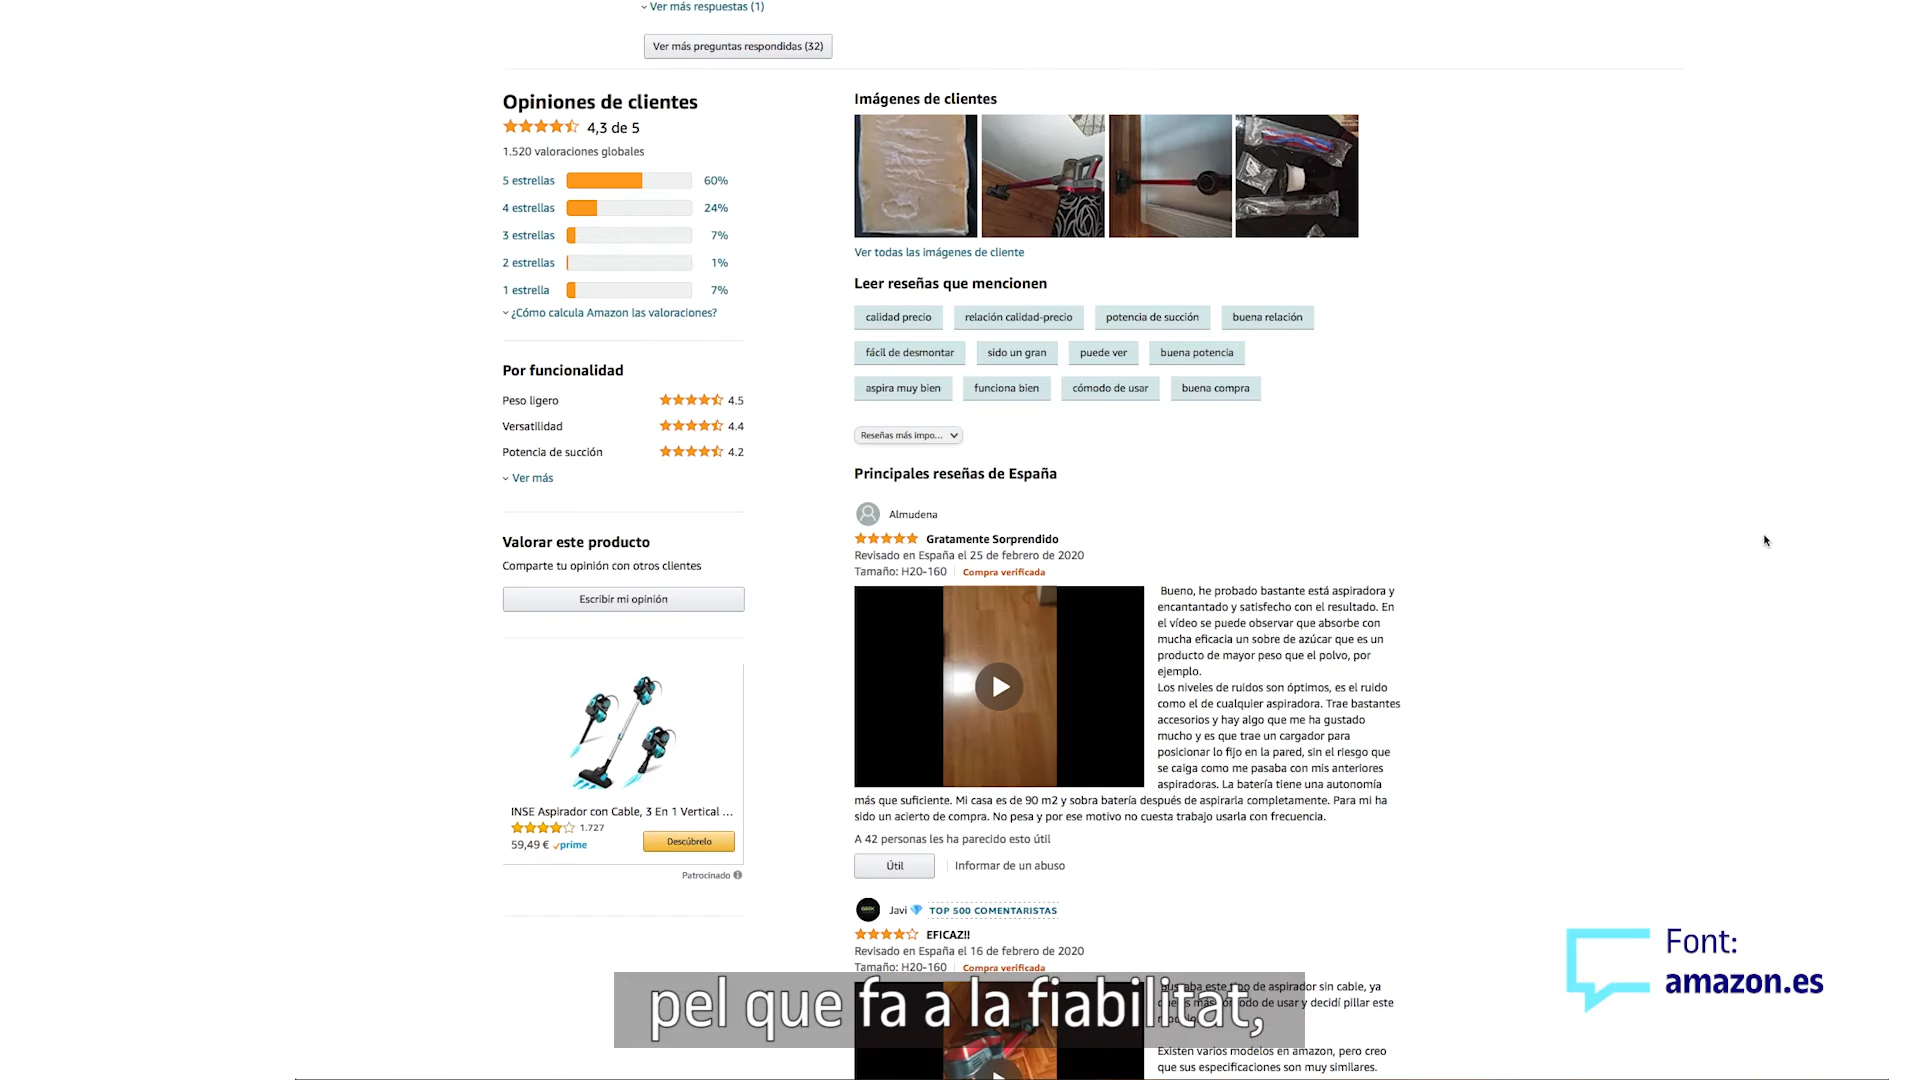 Ver más respuestas (1)
Ver más preguntas respondidas (32)
Opiniones de clientes
4,3 de 5
1.520 valoraciones globales
5 estrellas 60%
4 estrellas 24%
3 estrellas 7%
2 estrellas 1%
1 estrella 7%
¿Cómo calcula Amazon las valoraciones?
Por funcionalidad
Peso ligero 4.5
Versatilidad 4.4
Potencia de succión 4.2
Ver más
Valorar este producto
Comparte tu opinión con otros clientes
Escribir mi opinión
INSE Aspirador con Cable, 3 En 1 Vertical ...
1.727
59,49 € prime
Descúbrelo
Patrocinado
Imágenes de clientes
Ver todas las imágenes de cliente
Leer reseñas que mencionen
calidad precio relación calidad-precio potencia de succión buena relación
fácil de desmontar sido un gran puede ver buena potencia
aspira muy bien funciona bien cómodo de usar buena compra
Reseñas más impo...
Principales reseñas de España
Almudena
Gratamente Sorprendido
Revisado en España el 25 de febrero de 2020
Tamaño: H20-160 Compra verificada
Bueno, he probado bastante está aspiradora y
encantantado y satisfecho con el resultado. En
el vídeo se puede observar que absorbe con
mucha eficacia un sobre de azúcar que es un
producto de mayor peso que el polvo, por
ejemplo.
Los niveles de ruidos son óptimos, es el ruido
como el de cualquier aspiradora. Trae bastantes
accesorios y hay algo que me ha gustado
mucho y es que trae un cargador para
posicionar lo fijo en la pared, sin el riesgo que
se caiga como me pasaba con mis anteriores
aspiradoras. La batería tiene una autonomía
más que suficiente. Mi casa es de 90 m2 y sobra batería después de aspirarla completamente. Para mi ha
sido un acierto de compra. No pesa y por ese motivo no cuesta trabajo usarla con frecuencia.
A 42 personas les ha parecido esto útil
Útil Informar de un abuso
Javi TOP 500 COMENTARISTAS
EFICAZ!!
Revisado en España el 16 de febrero de 2020
Tamaño: H20-160 Compra verificada
de aspirador sin cable, ya
de usar y decidí pillar este
Existen varios modelos en amazon, pero creo
que sus especificaciones son muy similares.
pel que fa a la fiabilitat,
Font:
amazon.es